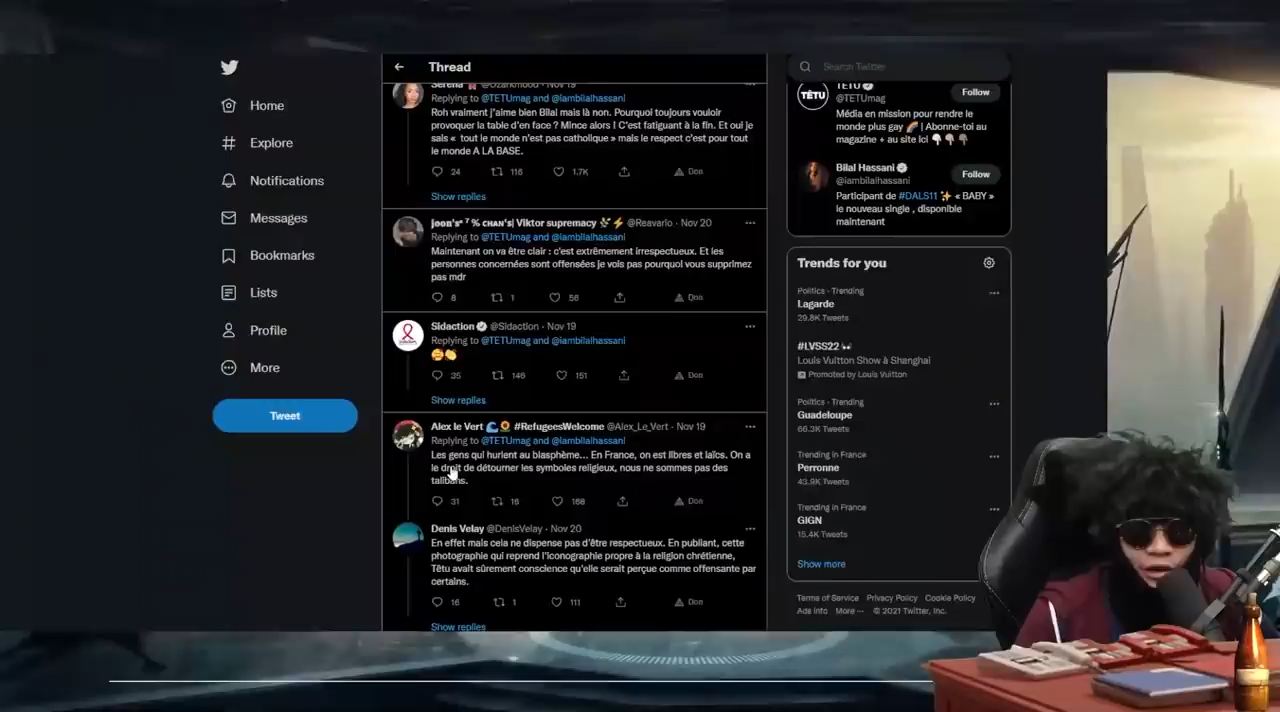 Home
Explore
Notifications
Messages
Bookmarks
Lists
Profile
More
Tweet
Thread
Serena @Ozarkmood · Nov 19
Replying to @TETUmag and @iambilalhassani
Roh vraiment j'aime bien Bilal mais là non. Pourquoi toujours vouloir
provoquer la table d'en face ? Mince alors ! C'est fatiguant à la fin. Et oui je
sais « tout le monde n'est pas catholique » mais le respect c'est pour tout
le monde A LA BASE.
24 116 1.7K Don
Show replies
Viktor supremacy @Reavario · Nov 20
Replying to @TETUmag and @iambilalhassani
Maintenant on va être clair : c'est extrêmement irrespectueux. Et les
personnes concernées sont offensées je vois pas pourquoi vous supprimez
pas mdr
8 1 56 Don
Sidaction @Sidaction · Nov 19
Replying to @TETUmag and @iambilalhassani
🥰👏
35 146 151 Don
Show replies
Alex le Vert 🌊🌻 #RefugeesWelcome @Alex_Le_Vert · Nov 19
Replying to @TETUmag and @iambilalhassani
Les gens qui hurlent au blasphème... En France, on est libres et laïcs. On a
le droit de détourner les symboles religieux, nous ne sommes pas des
talibans.
31 16 168 Don
Denis Velay @DenisVelay · Nov 20
En effet mais cela ne dispense pas d'être respectueux. En publiant, cette
photographie qui reprend l'iconographie propre à la religion chrétienne,
Têtu avait sûrement conscience qu'elle serait perçue comme offensante par
certains.
16 1 111 Don
Show replies
Search Twitter
TÊTU
TÊTU
@TETUmag
Follow
Média en mission pour rendre le
monde plus gay 🌈 | Abonne-toi au
magazine + au site ici 👇🏻👇🏼👇🏽
Bilal Hassani
@iambilalhassani
Follow
Participant de #DALS11 ✨ « BABY »
le nouveau single , disponible
maintenant
Trends for you
Politics · Trending
Lagarde
29.8K Tweets
#LVSS22
Louis Vuitton Show à Shanghai
Promoted by Louis Vuitton
Politics · Trending
Guadeloupe
66.3K Tweets
Trending in France
Perronne
43.9K Tweets
Trending in France
GIGN
15.4K Tweets
Show more
Terms of Service Privacy Policy Cookie Policy
Ads info More ··· © 2021 Twitter, Inc.